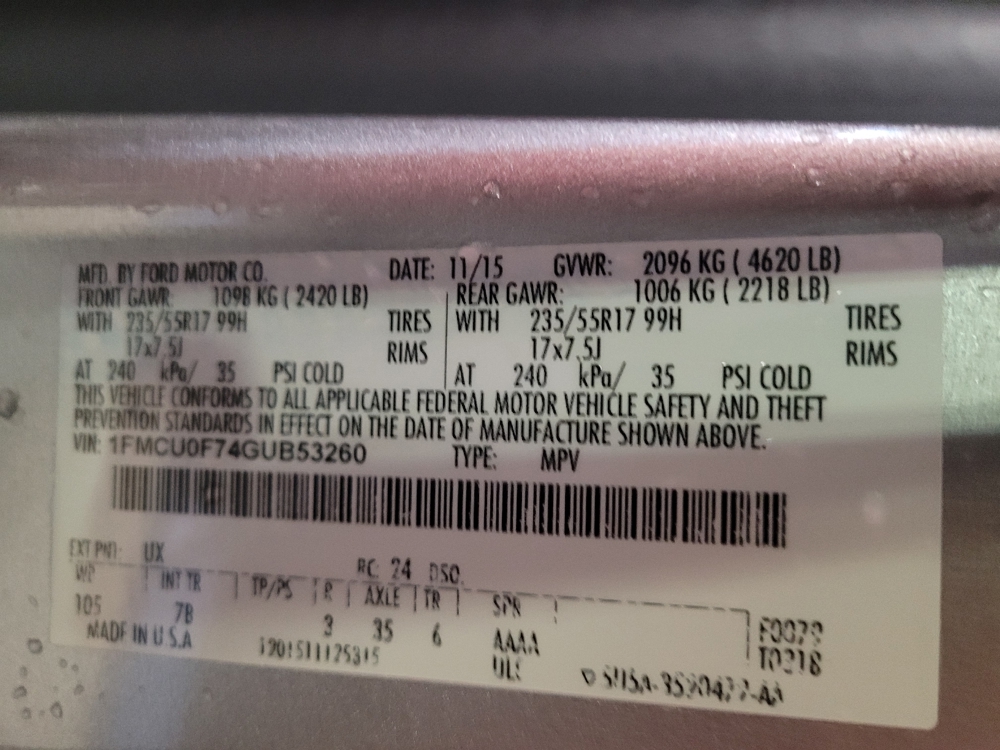 MFD. BY FORD MOTOR CO. DATE: 11/15 GVWR: 2096 KG ( 4620 LB)
FRONT GAWR: 1098 KG ( 2420 LB) REAR GAWR: 1006 KG ( 2218 LB)
WITH 235/55R17 99H TIRES WITH 235/55R17 99H TIRES
17x7.5J RIMS 17x7.5J RIMS
AT 240 kPa/ 35 PSI COLD AT 240 kPa/ 35 PSI COLD
THIS VEHICLE CONFORMS TO ALL APPLICABLE FEDERAL MOTOR VEHICLE SAFETY AND THEFT
PREVENTION STANDARDS IN EFFECT ON THE DATE OF MANUFACTURE SHOWN ABOVE.
VIN: 1FMCU0F74GUB53260 TYPE: MPV
EXT PNT: UX RC: 24 DSO:
WB INT TR TP/PS R AXLE TR SPR
105 7B 3 35 6 AAAA
MADE IN U.S.A